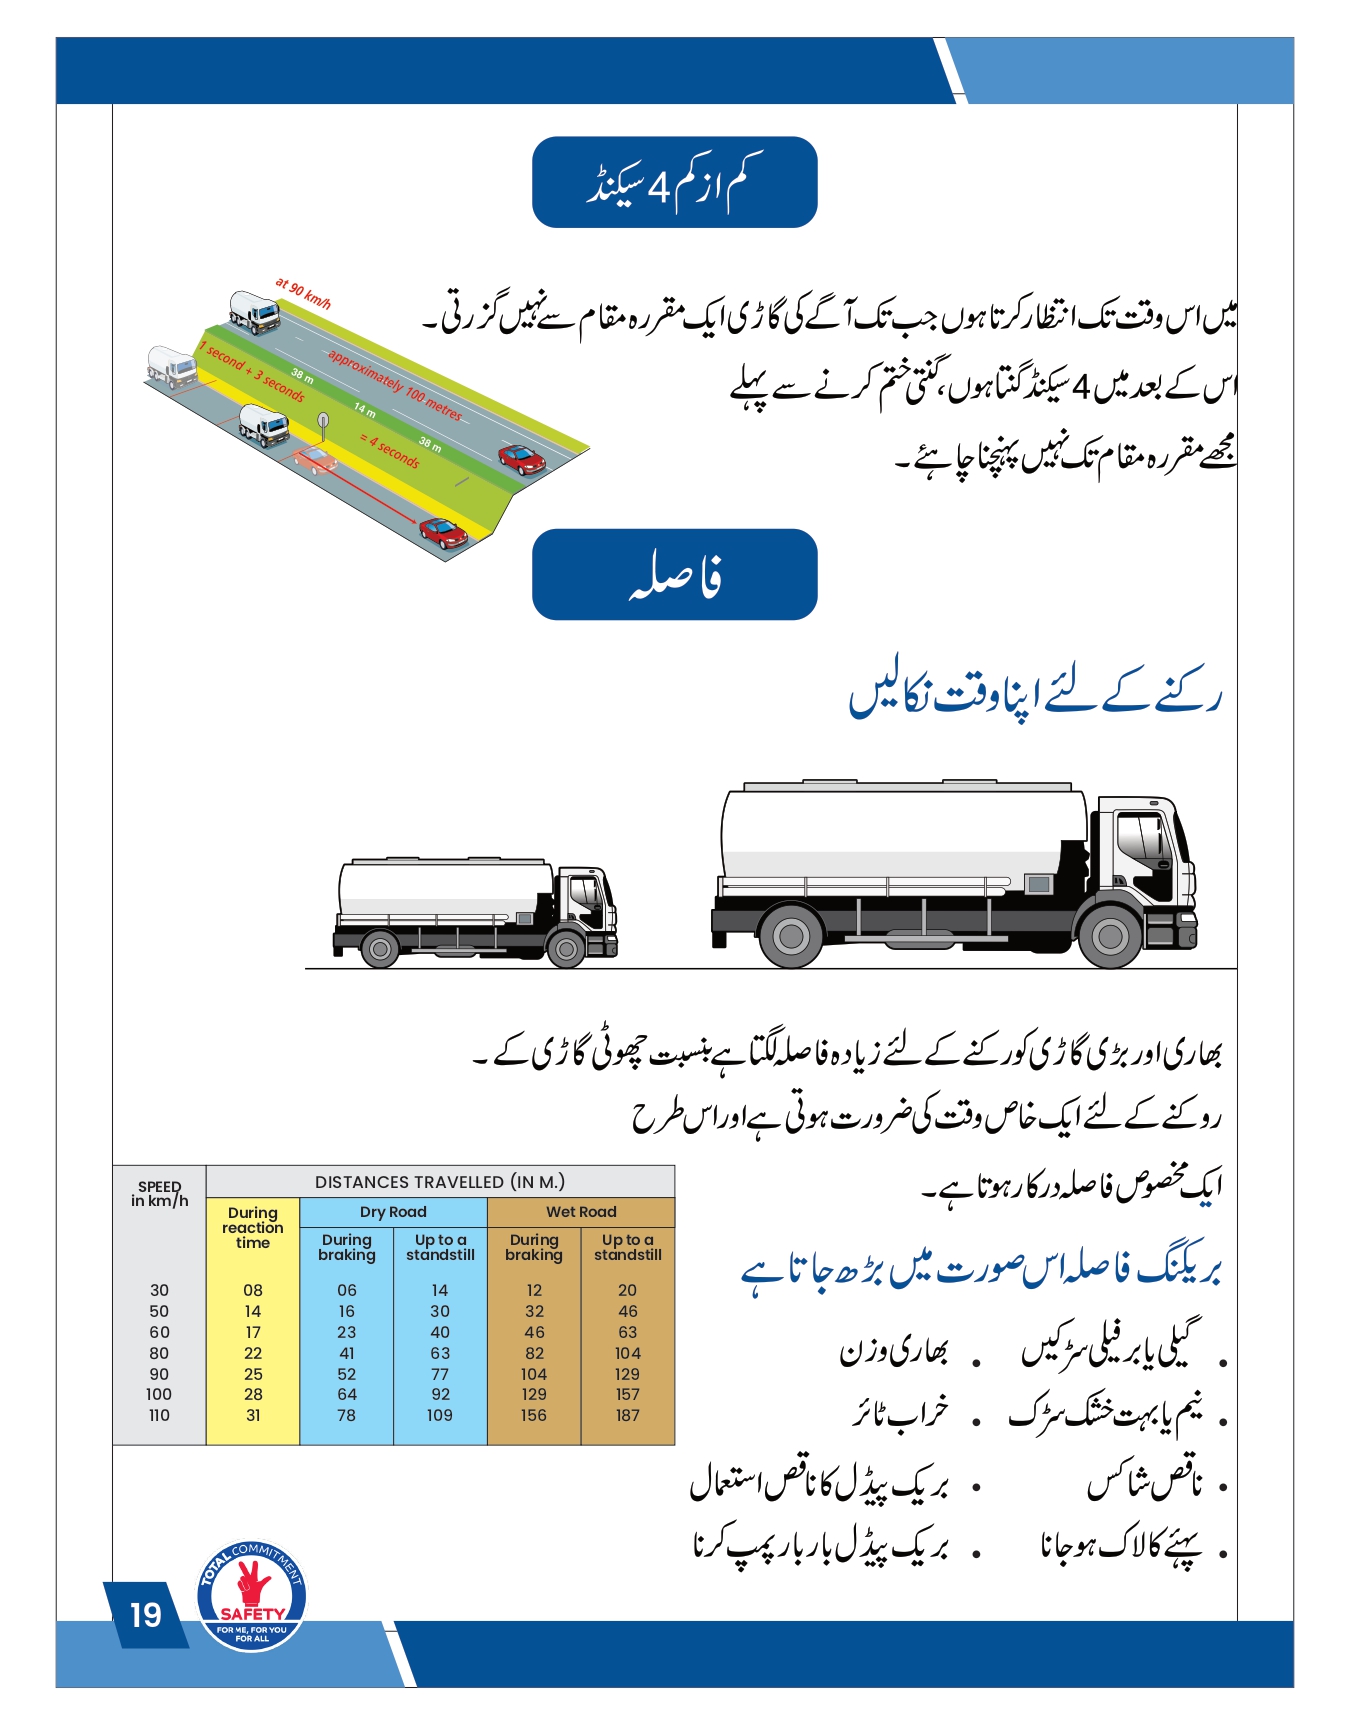 کم از کم 4 سیکنڈ
at 90 km/h
approximately 100 metres
1 second + 3 seconds
38 m
14 m
38 m
= 4 seconds
میں اس وقت تک انتظار کرتا ہوں جب تک آگے کی گاڑی ایک مقررہ مقام سے نہیں گزرتی۔
اس کے بعد میں 4 سیکنڈ گنتا ہوں، گنتی ختم کرنے سے پہلے
مجھے مقررہ مقام تک نہیں پہنچنا چاہئے۔
فاصلہ
رکنے کے لئے اپنا وقت نکالیں
بھاری اور بڑی گاڑی کو رکنے کے لئے زیادہ فاصلہ لگتا ہے بنسبت چھوٹی گاڑی کے۔
روکنے کے لئے ایک خاص وقت کی ضرورت ہوتی ہے اور اس طرح
ایک مخصوص فاصلہ درکار ہوتا ہے۔
SPEED in km/h DISTANCES TRAVELLED (IN M.)
During reaction time Dry Road Wet Road
During braking Up to a standstill During braking Up to a standstill
30 08 06 14 12 20
50 14 16 30 32 46
60 17 23 40 46 63
80 22 41 63 82 104
90 25 52 77 104 129
100 28 64 92 129 157
110 31 78 109 156 187
بریکنگ فاصلہ اس صورت میں بڑھ جاتا ہے
• گیلی یا برفیلی سڑکیں • بھاری وزن
• نیم یا بہت خشک سڑک • خراب ٹائر
• ناقص شاکس • بریک پیڈل کا ناقص استعمال
• پہئے کا لاک ہو جانا • بریک پیڈل بار بار پمپ کرنا
TOTAL COMMITMENT
SAFETY
FOR ME, FOR YOU
FOR ALL
19